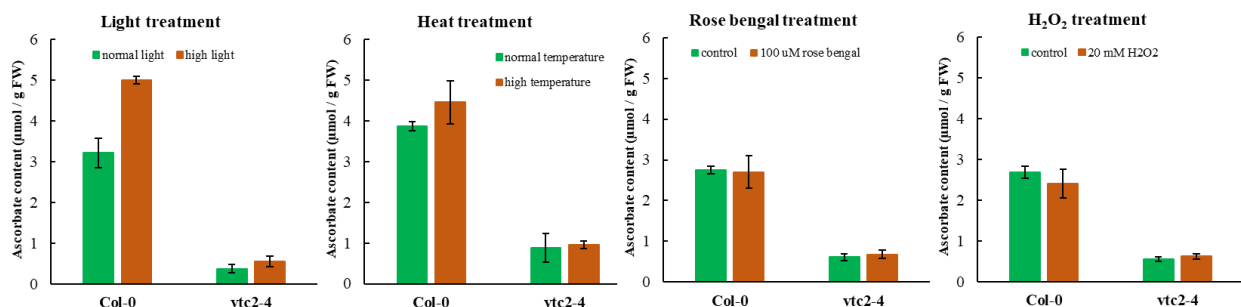 Light treatment
Ascorbate content (µmol / g FW)
6
5
4
3
2
1
0
normal light high light
Col-0 vtc2-4
Heat treatment
Ascorbate content (µmol / g FW)
6
5
4
3
2
1
0
normal temperature
high temperature
Col-0 vtc2-4
Rose bengal treatment
Ascorbate content (µmol / g FW)
6
5
4
3
2
1
0
control 100 uM rose bengal
Col-0 vtc2-4
H₂O₂ treatment
Ascorbate content (µmol / g FW)
6
5
4
3
2
1
0
control 20 mM H2O2
Col-0 vtc2-4